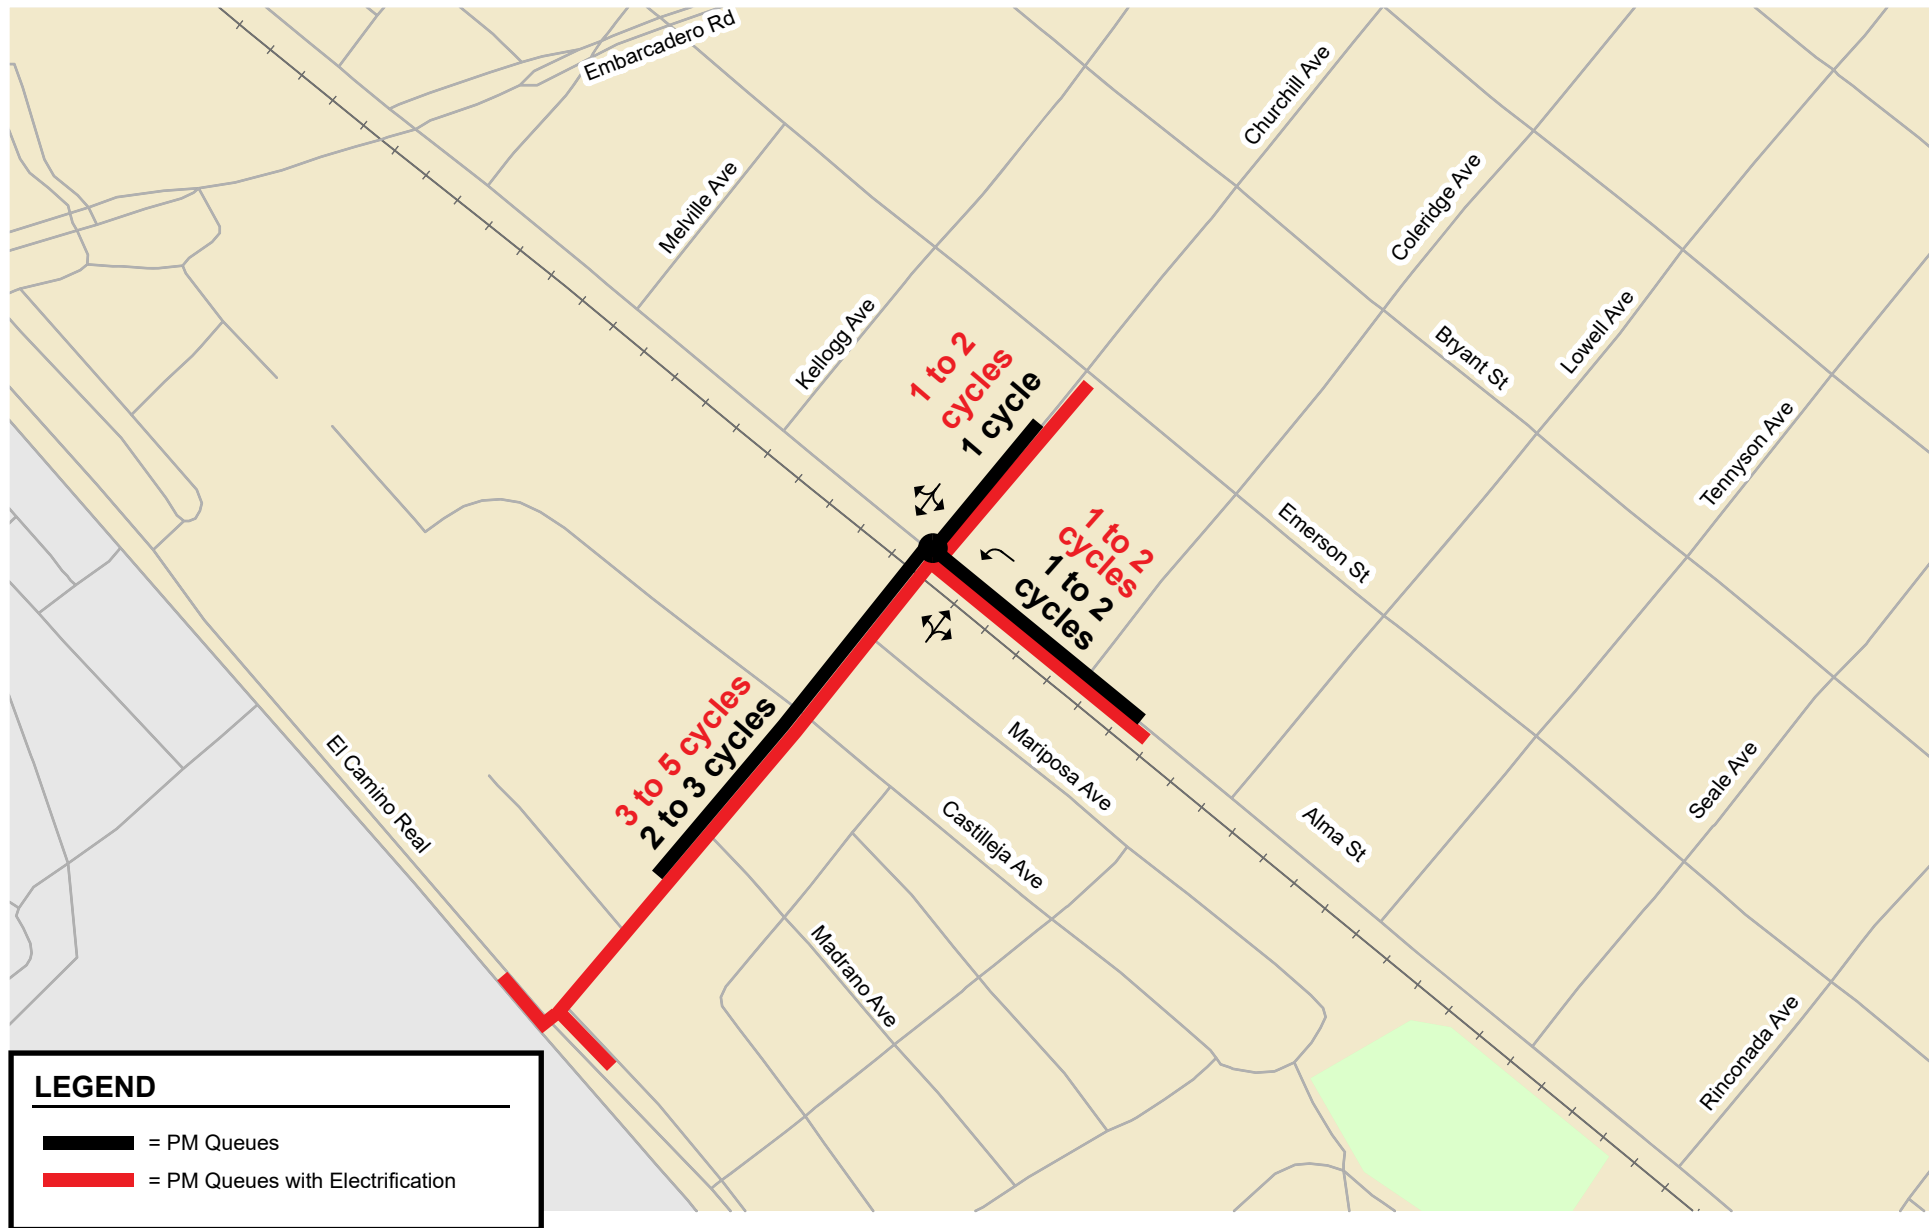 Embarcadero Rd
Churchill Ave
Melville Ave
Coleridge Ave
Kellogg Ave
Lowell Ave
Bryant St
1 to 2
cycles
1 cycle
Tennyson Ave
Emerson St
1 to 2
cycles
1 to 2
cycles
3 to 5 cycles
2 to 3 cycles
Mariposa Ave
El Camino Real
Castilleja Ave
Alma St
Seale Ave
Madrano Ave
Rinconada Ave
LEGEND
= PM Queues
= PM Queues with Electrification